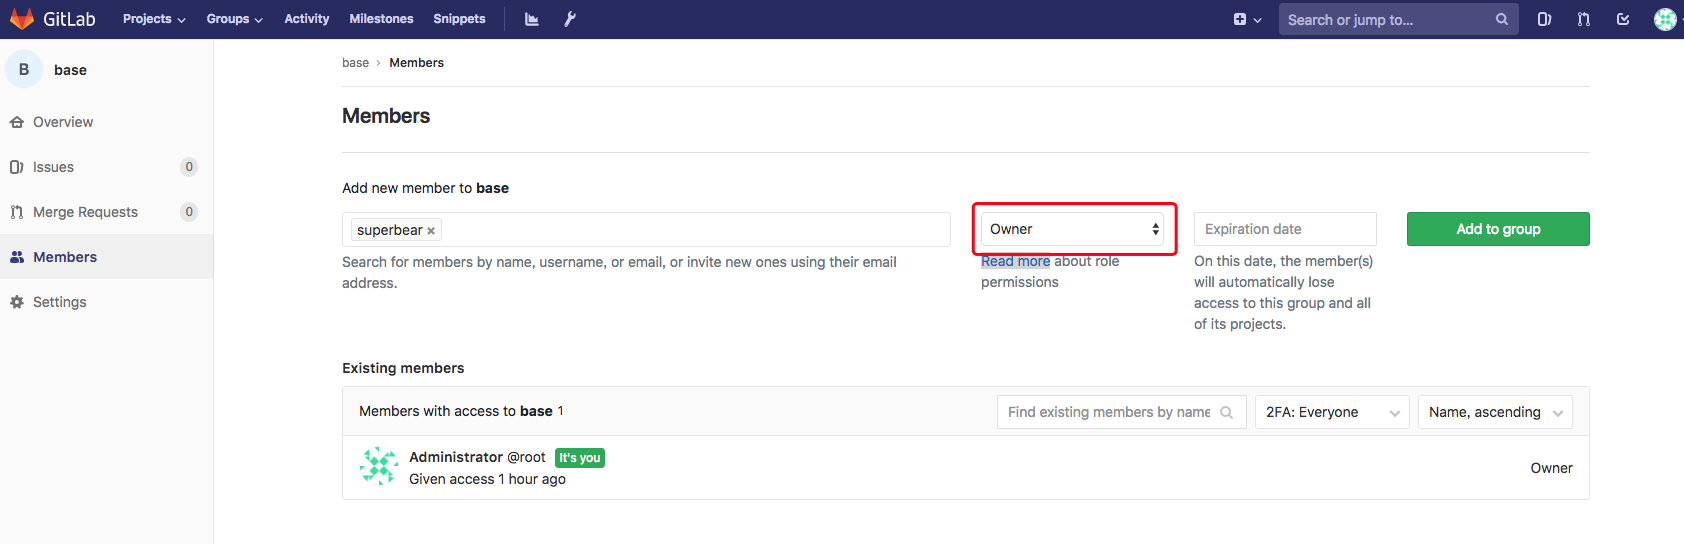 GitLab Projects Groups Activity Milestones Snippets Search or jump to...
B base
Overview
Issues 0
Merge Requests 0
Members
Settings
base › Members
Members
Add new member to base
superbear ×
Owner
Expiration date
Add to group
Search for members by name, username, or email, or invite new ones using their email
address.
Read more about role
permissions
On this date, the member(s)
will automatically lose
access to this group and all
of its projects.
Existing members
Members with access to base 1
Find existing members by name
2FA: Everyone
Name, ascending
Administrator @root It's you
Given access 1 hour ago
Owner